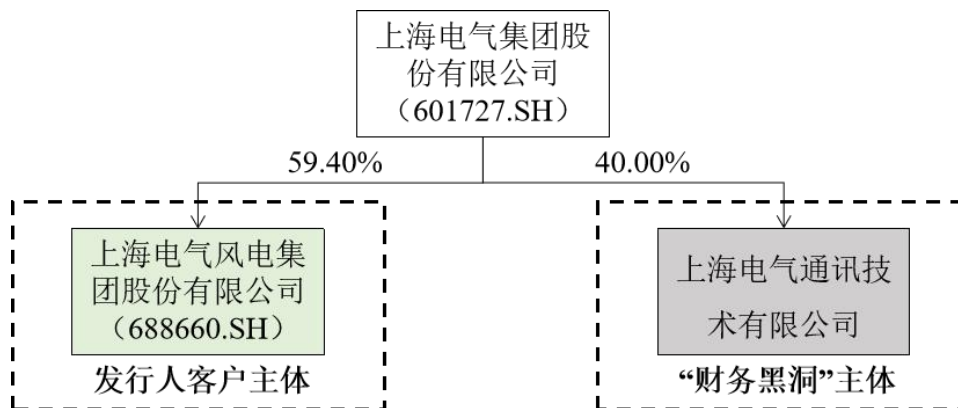 上海电气集团股
份有限公司
（601727.SH）
59.40%
40.00%
上海电气风电集
团股份有限公司
（688660.SH）
发行人客户主体
上海电气通讯技
术有限公司
“财务黑洞”主体